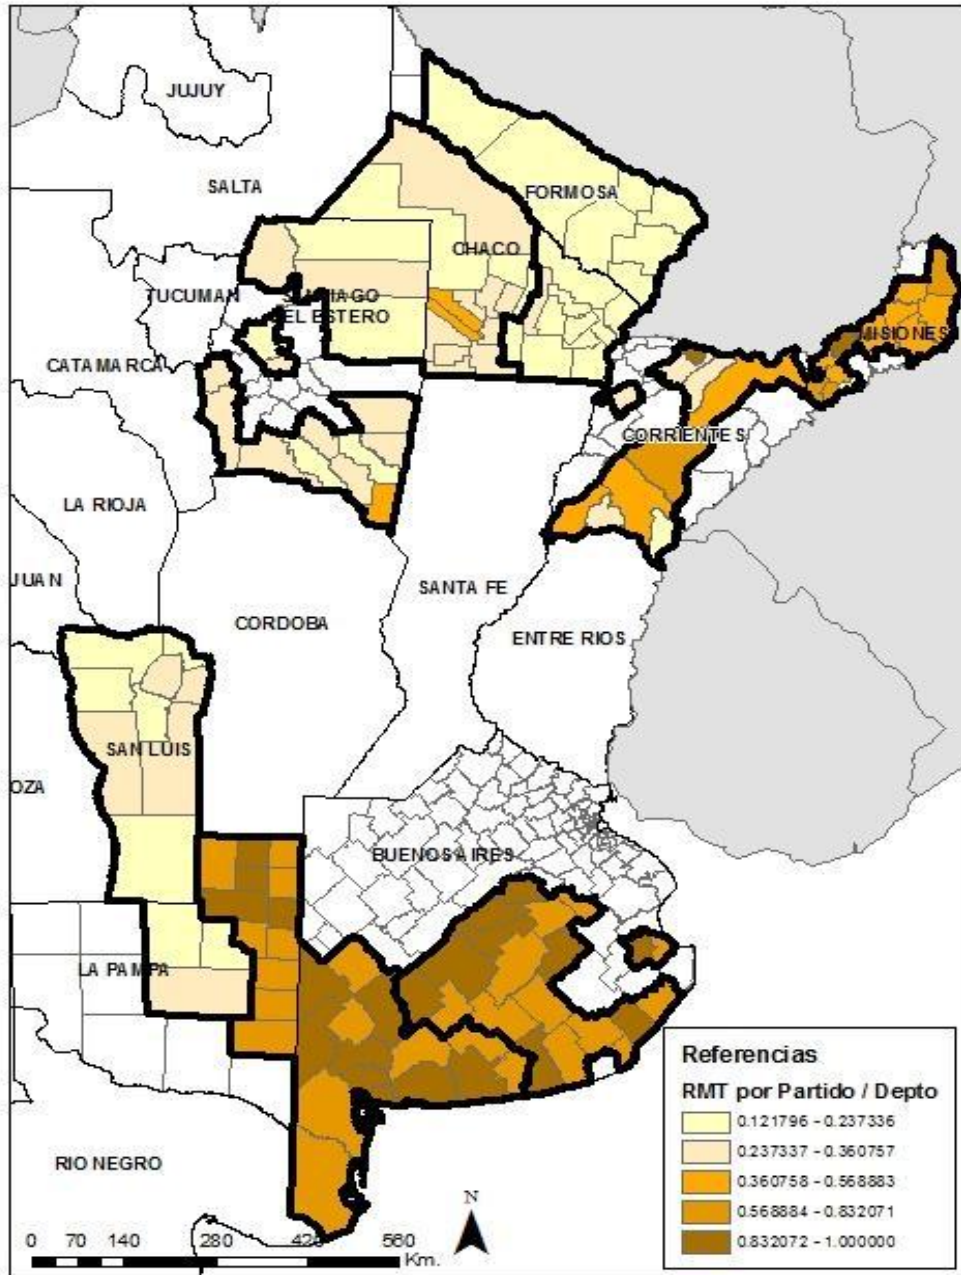 JUJUY
SALTA
FORMOSA
CHACO
TUCUMAN
SANTIAGO
DEL ESTERO
MISIONES
CATAMARCA
CORRIENTES
LA RIOJA
JUAN
SANTA FE
CORDOBA
ENTRE RIOS
SAN LUIS
OZA
BUENOS AIRES
LA PAMPA
RIO NEGRO
Referencias
RMT por Partido / Depto
0.121796 - 0.237336
0.237337 - 0.360757
0.360758 - 0.568883
0.568884 - 0.832071
0.832072 - 1.000000
N
0 70 140 280 420 560
Km.